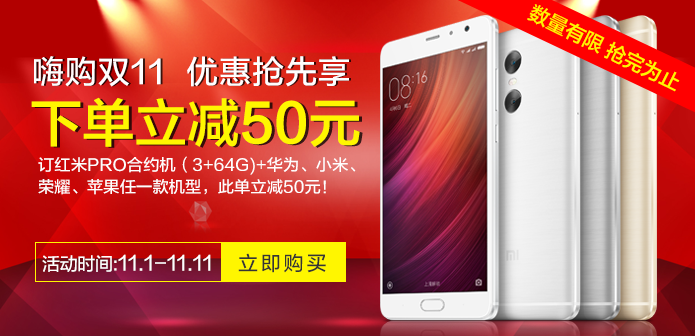 嗨购双11 优惠抢先享
下单立减50元
订红米PRO合约机（3+64G)+华为、小米、
荣耀、苹果任一款机型，此单立减50元！
活动时间:11.1-11.11
立即购买
数量有限 抢完为止
mi